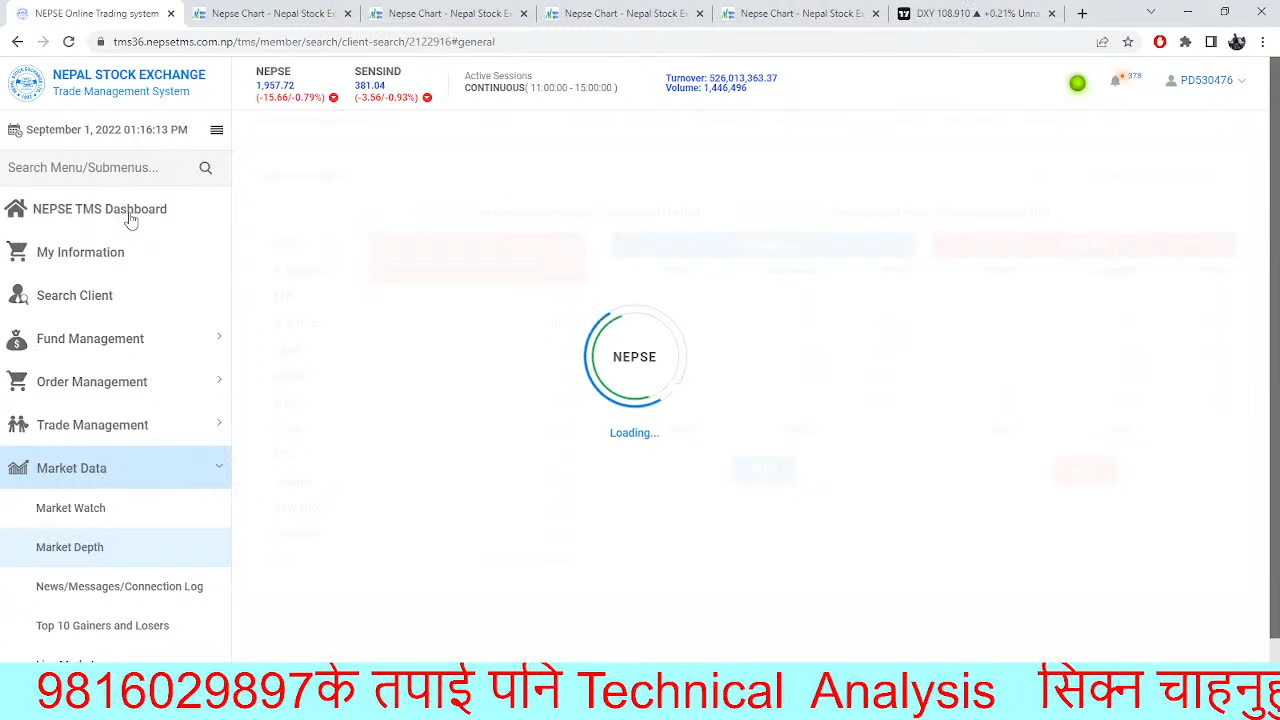 NEPSE Online Trading system
Nepse Chart - Nepal Stock Ex
Nepse Chart - Nepal Stock Ex
Nepse Chart - Nepal Stock Ex
Nepse Chart - Nepal Stock Ex
DXY 108.910 ▲ +0.21% Unna
tms36.nepsetms.com.np/tms/member/search/client-search/2122916#general
NEPAL STOCK EXCHANGE
Trade Management System
NEPSE
1,957.72
(-15.66/-0.79%)
SENSIND
381.04
(-3.56/-0.93%)
Active Sessions
CONTINUOUS( 11:00:00 - 15:00:00 )
Turnover: 526,013,363.37
Volume: 1,446,496
378
PD530476
September 1, 2022 01:16:13 PM
Search Menu/Submenus...
NEPSE TMS Dashboard
My Information
Search Client
Fund Management
Order Management
Trade Management
Market Data
Market Watch
Market Depth
News/Messages/Connection Log
Top 10 Gainers and Losers
NEPSE
Loading...
9816029897के तपाई पनि Technical Analysis सिक्न चाहनुहु